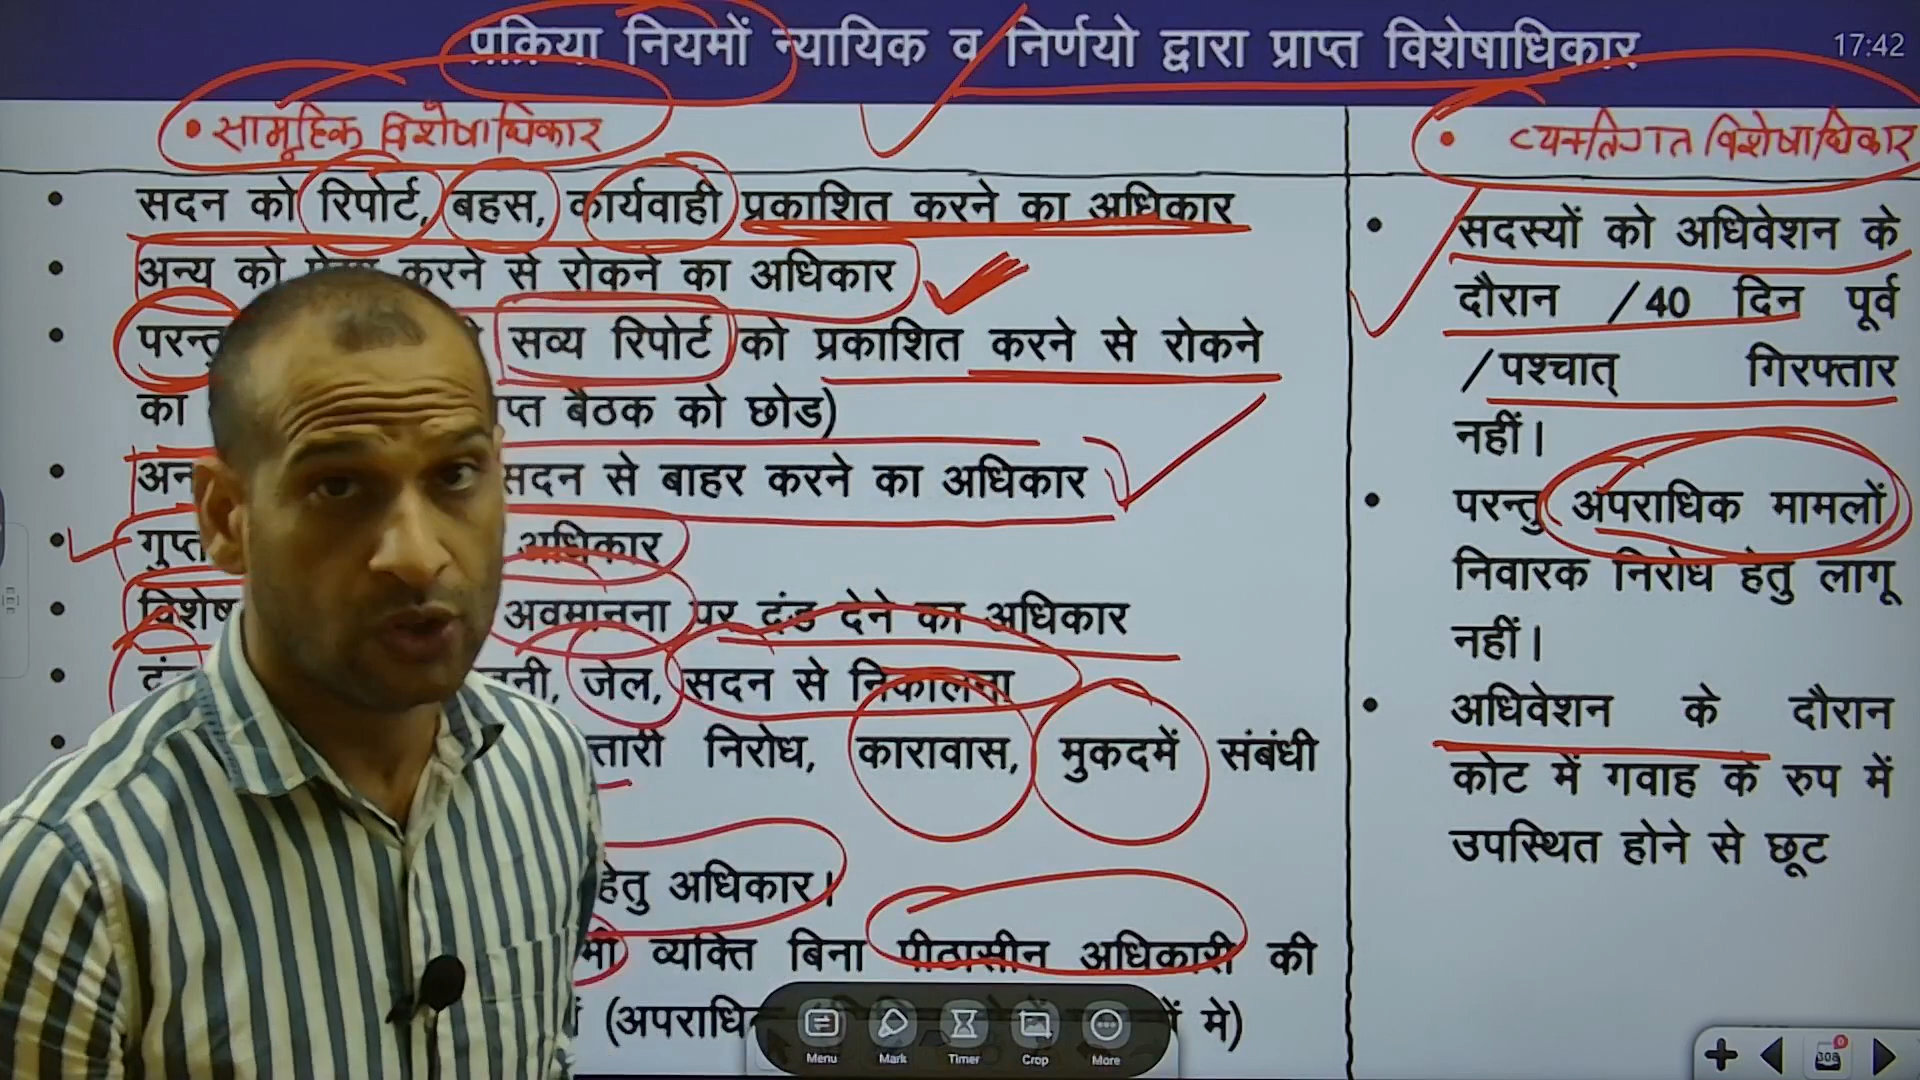 प्रक्रिया नियमों न्यायिक व निर्णयो द्वारा प्राप्त विशेषाधिकार
17:42
• सामूहिक विशेषाधिकार
• सदन को रिपोर्ट, बहस, कार्यवाही प्रकाशित करने का अधिकार
• अन्य को करने से रोकने का अधिकार
• परन्तु सव्य रिपोर्ट को प्रकाशित करने से रोकने
का बैठक को छोड)
• सदन से बाहर करने का अधिकार
• गुप्त अधिकार
• विशेष अवमानना पर दंड देने का अधिकार
• जेल, सदन से निकालना
• निरोध, कारावास, मुकदमें संबंधी
हेतु अधिकार।
व्यक्ति बिना पीठासीन अधिकारी की
मे)
• व्यक्तिगत विशेषाधिकार
• सदस्यों को अधिवेशन के
दौरान /40 दिन पूर्व
/पश्चात् गिरफ्तार
नहीं।
• परन्तु अपराधिक मामलों
निवारक निरोध हेतु लागू
नहीं।
• अधिवेशन के दौरान
कोट में गवाह के रुप में
उपस्थित होने से छूट
Menu Mark Timer Crop More
308
0